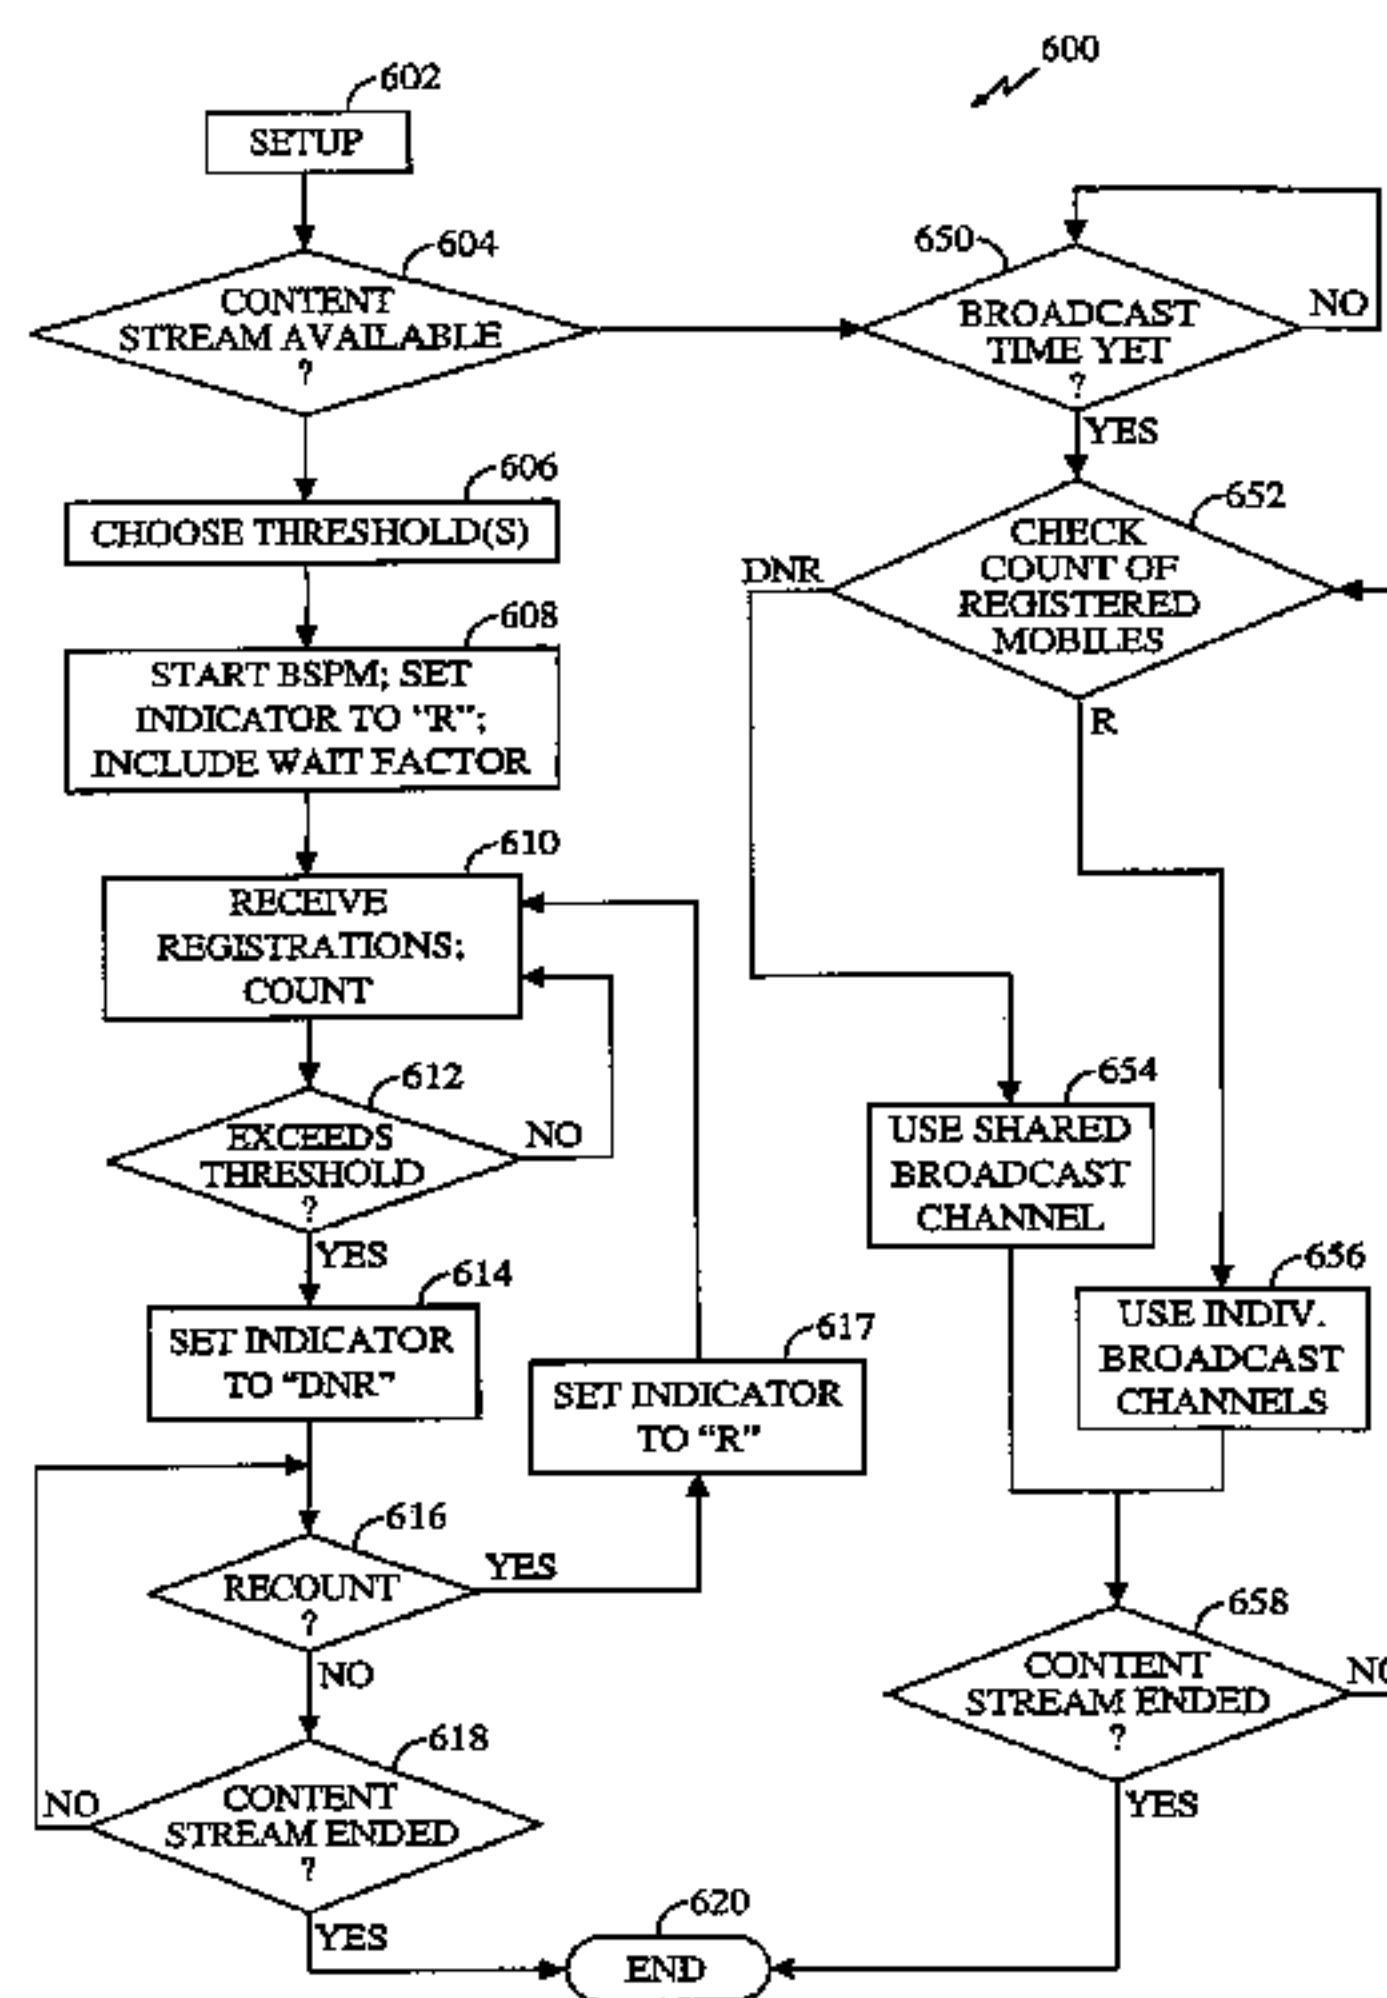 600
602
SETUP
604
CONTENT
STREAM AVAILABLE
?
606
CHOOSE THRESHOLD(S)
608
START BSPM; SET
INDICATOR TO "R";
INCLUDE WAIT FACTOR
610
RECEIVE
REGISTRATIONS;
COUNT
612
EXCEEDS
THRESHOLD
?
NO
YES
614
SET INDICATOR
TO “DNR”
617
SET INDICATOR
TO “R”
616
RECOUNT
?
YES
NO
618
CONTENT
STREAM ENDED
?
NO
YES
620
END
650
BROADCAST
TIME YET
?
NO
YES
652
CHECK
COUNT OF
REGISTERED
MOBILES
DNR
R
654
USE SHARED
BROADCAST
CHANNEL
656
USE INDIV.
BROADCAST
CHANNELS
658
CONTENT
STREAM ENDED
?
NO
YES